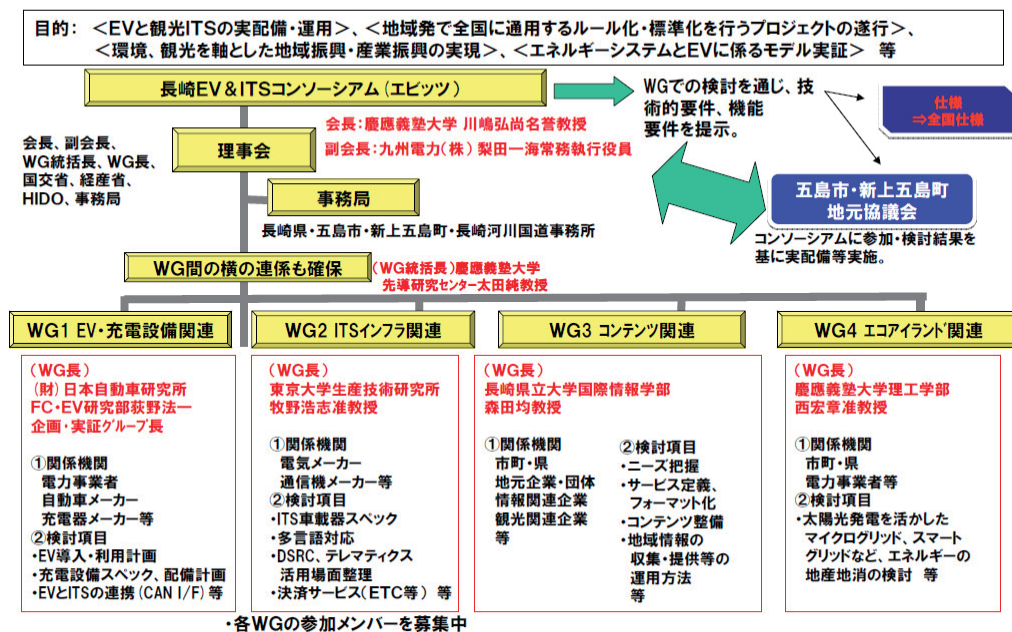 目的: <EVと観光ITSの実配備・運用>、<地域発で全国に通用するルール化・標準化を行うプロジェクトの遂行>、
<環境、観光を軸とした地域振興・産業振興の実現>、<エネルギーシステムとEVに係るモデル実証> 等
長崎EV&ITSコンソーシアム(エビッツ)
WGでの検討を通じ、技
術的要件、機能
要件を提示。
仕様
⇒全国仕様
会長、副会長、
WG統括長、WG長、
国交省、経産省、
HIDO、事務局
理事会
会長:慶應義塾大学 川嶋弘尚名誉教授
副会長:九州電力(株) 梨田一海常務執行役員
事務局
長崎県・五島市・新上五島町・長崎河川国道事務所
五島市・新上五島町
地元協議会
コンソーシアムに参加・検討結果を
基に実配備等実施。
WG間の横の連係も確保
(WG統括長)慶應義塾大学
先導研究センター太田純教授
WG1 EV・充電設備関連
(WG長)
(財)日本自動車研究所
FC・EV研究部荻野法一
企画・実証グループ長
①関係機関
電力事業者
自動車メーカー
充電器メーカー等
②検討項目
・EV導入・利用計画
・充電設備スペック、配備計画
・EVとITSの連携(CAN I/F)等
WG2 ITSインフラ関連
(WG長)
東京大学生産技術研究所
牧野浩志准教授
①関係機関
電気メーカー
通信機メーカー等
②検討項目
・ITS車載器スペック
・多言語対応
・DSRC、テレマティクス
活用場面整理
・決済サービス(ETC等) 等
WG3 コンテンツ関連
(WG長)
長崎県立大学国際情報学部
森田均教授
①関係機関
市町・県
地元企業・団体
情報関連企業
観光関連企業
等
②検討項目
・ニーズ把握
・サービス定義、
フォーマット化
・コンテンツ整備
・地域情報の
収集・提供等の
運用方法
等
WG4 エコアイランド関連
(WG長)
慶應義塾大学理工学部
西宏章准教授
①関係機関
市町・県
電力事業者等
②検討項目
・太陽光発電を活かした
マイクログリッド、スマート
グリッドなど、エネルギーの
地産地消の検討 等
・各WGの参加メンバーを募集中